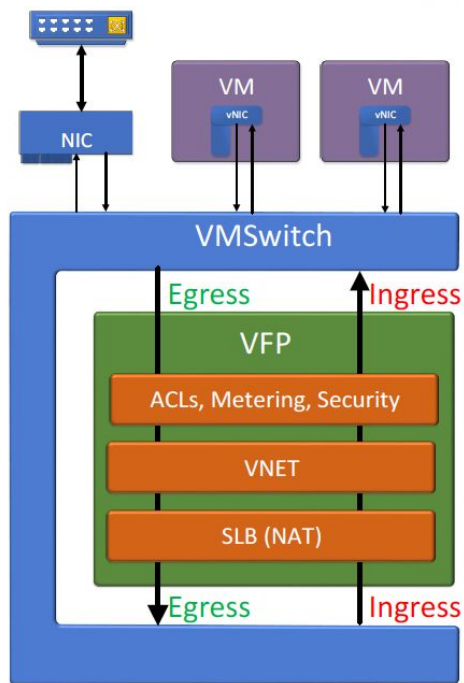 VM
VM
vNIC
vNIC
NIC
VMSwitch
Egress
Ingress
VFP
ACLs, Metering, Security
VNET
SLB (NAT)
Egress
Ingress